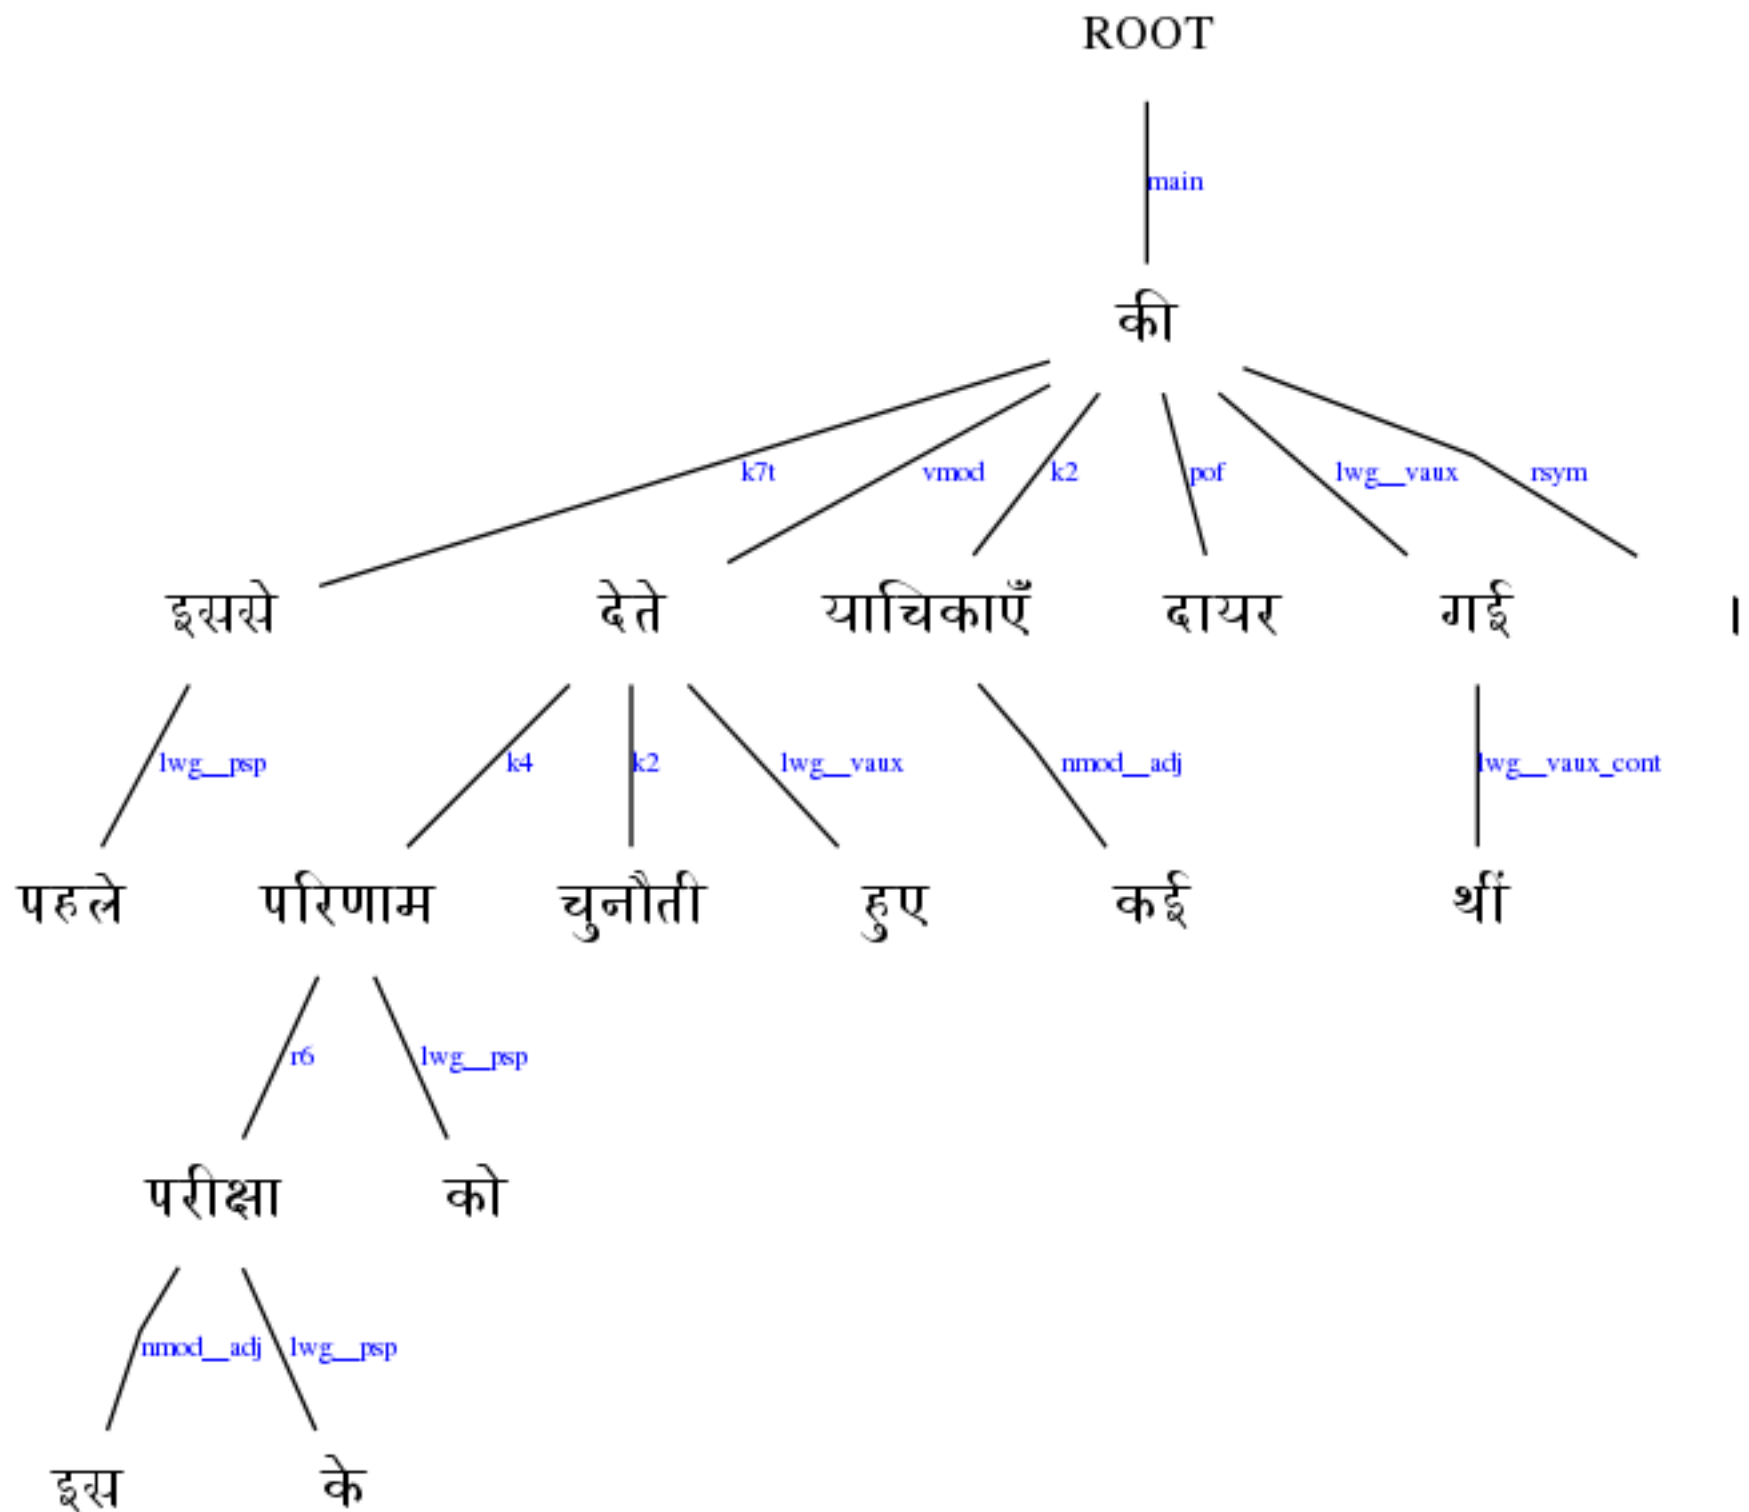 ROOT
main
की
k7t vmod k2 pof lwg__vaux rsym
इससे देते याचिकाएँ दायर गई ।
lwg__psp k4 k2 lwg__vaux nmod__adj lwg__vaux_cont
पहले परिणाम चुनौती हुए कई थीं
r6 lwg__psp
परीक्षा को
nmod__adj lwg__psp
इस के